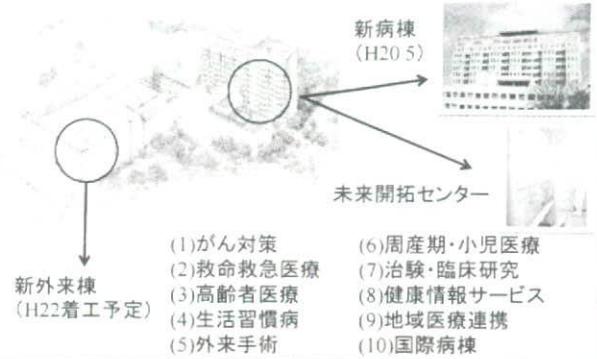 新病棟
(H20 5)
未来開拓センター
新外来棟
(H22着工予定)
(1)がん対策
(2)救命救急医療
(3)高齢者医療
(4)生活習慣病
(5)外来手術
(6)周産期・小児医療
(7)治験・臨床研究
(8)健康情報サービス
(9)地域医療連携
(10)国際病棟